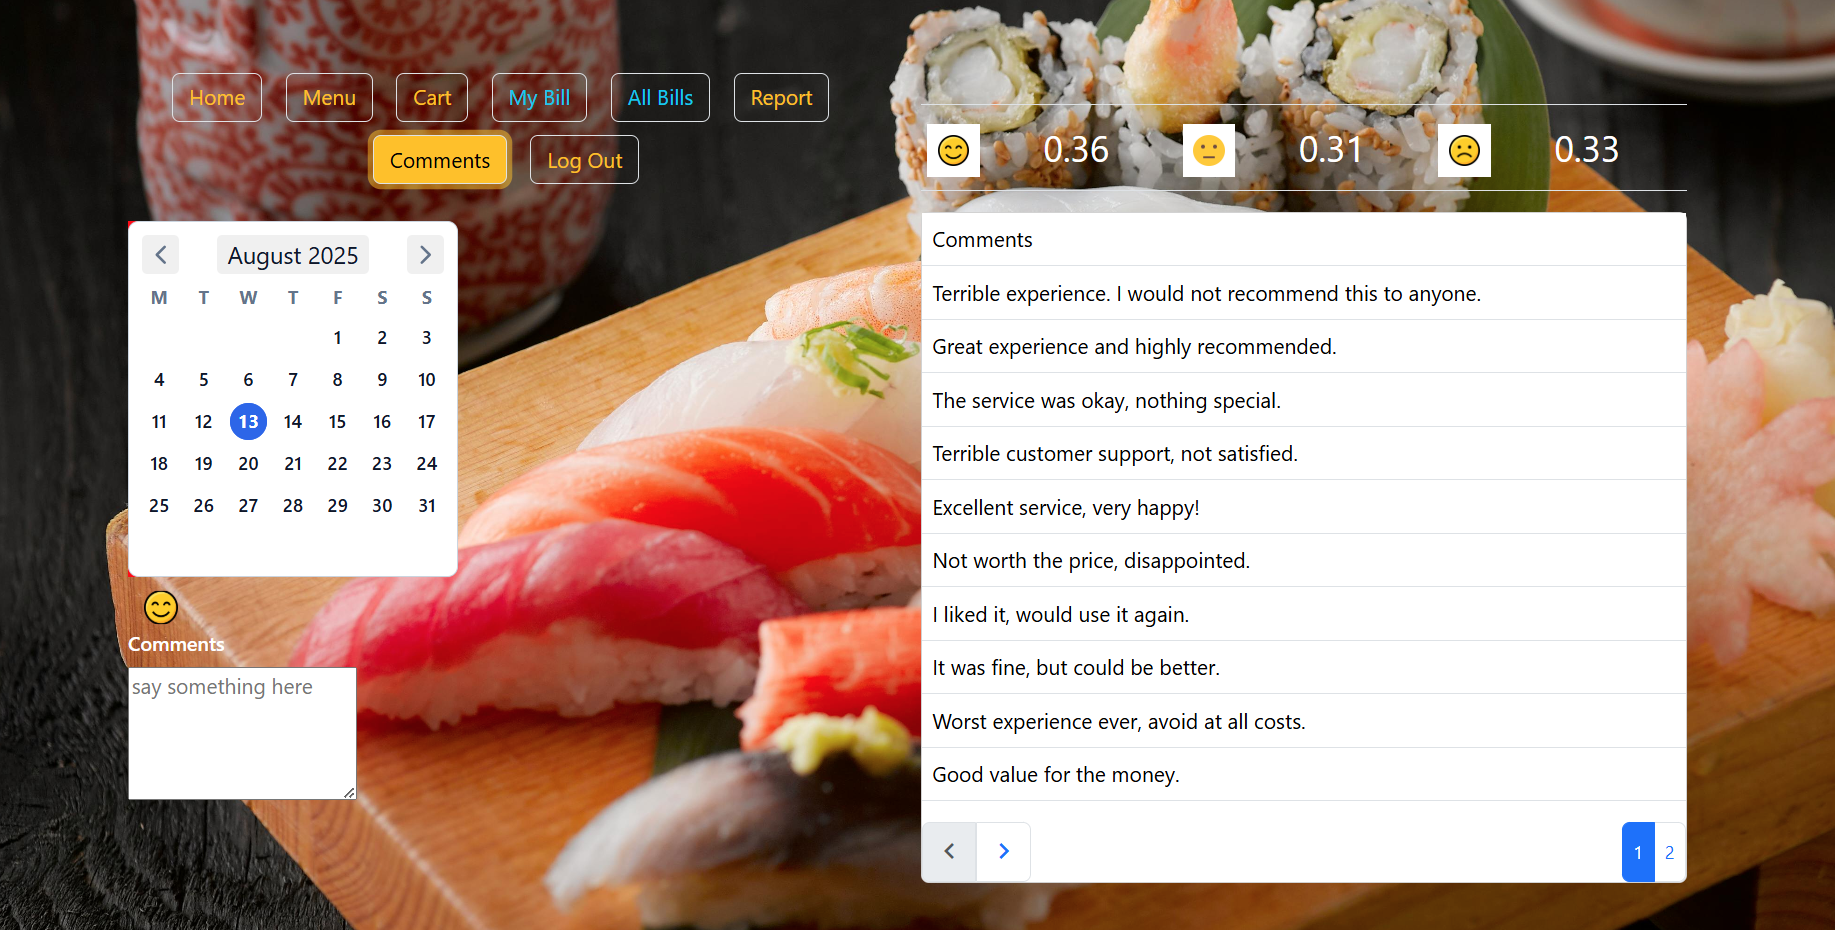 Home Menu Cart My Bill All Bills Report
Comments Log Out
August 2025
M T W T F S S
1 2 3
4 5 6 7 8 9 10
11 12 13 14 15 16 17
18 19 20 21 22 23 24
25 26 27 28 29 30 31
Comments
say something here
0.36 0.31 0.33
Comments
Terrible experience. I would not recommend this to anyone.
Great experience and highly recommended.
The service was okay, nothing special.
Terrible customer support, not satisfied.
Excellent service, very happy!
Not worth the price, disappointed.
I liked it, would use it again.
It was fine, but could be better.
Worst experience ever, avoid at all costs.
Good value for the money.
1 2